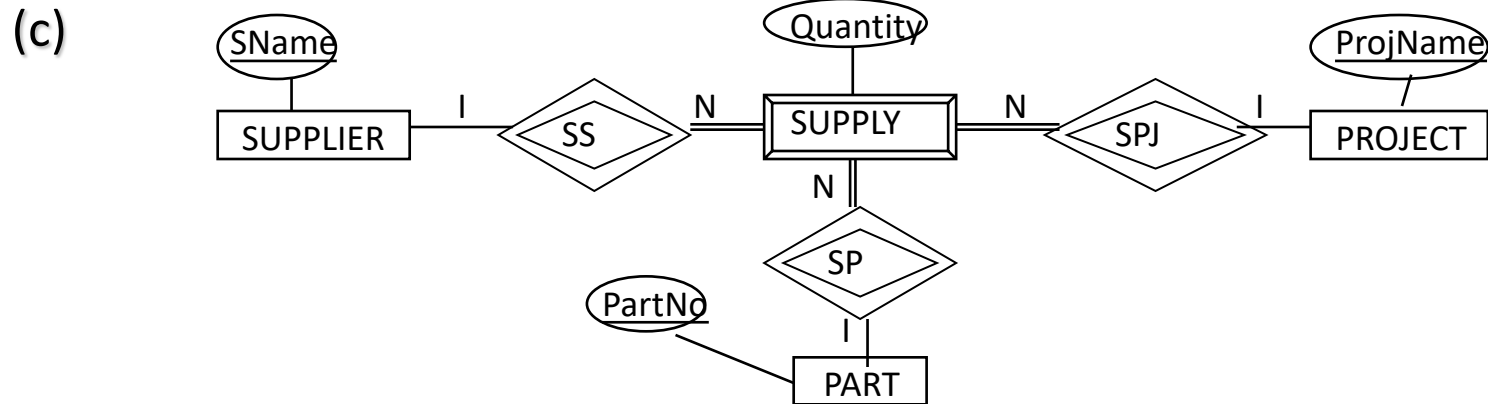 (c)
SName
Quantity
ProjName
SUPPLIER
I
SS
N
SUPPLY
N
SPJ
I
PROJECT
N
SP
PartNo
I
PART